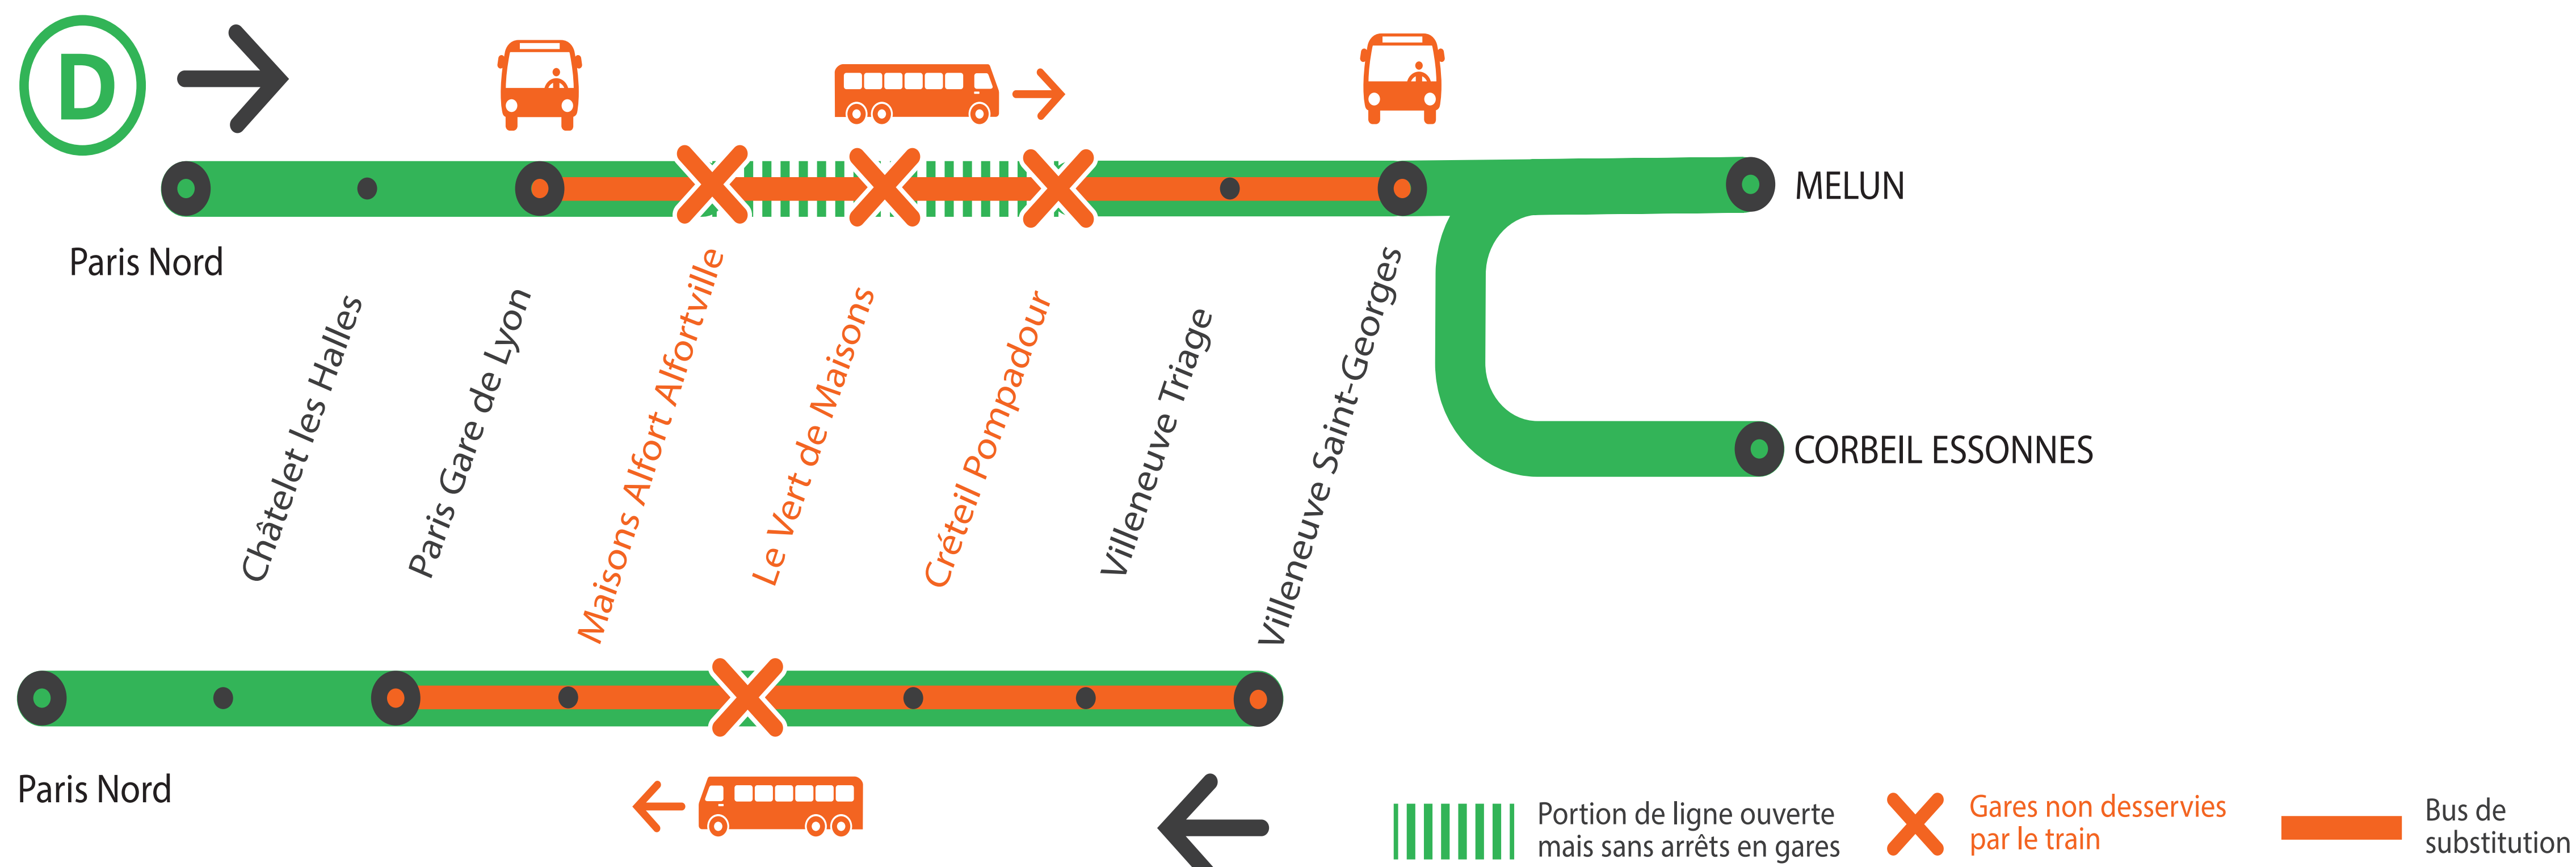 D
Paris Nord
Châtelet les Halles
Paris Gare de Lyon
Maisons Alfort Alfortville
Le Vert de Maisons
Créteil Pompadour
Villeneuve Triage
Villeneuve Saint-Georges
MELUN
CORBEIL ESSONNES
Paris Nord
Portion de ligne ouverte
mais sans arrêts en gares
Gares non desservies
par le train
Bus de
substitution